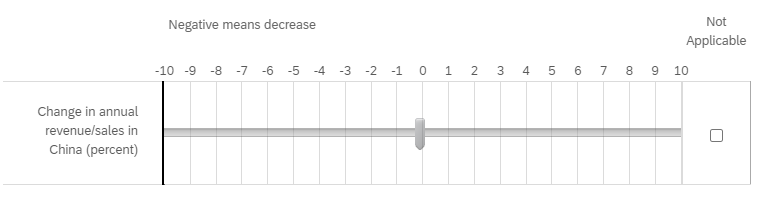 Negative means decrease
Not
Applicable
-10 -9 -8 -7 -6 -5 -4 -3 -2 -1 0 1 2 3 4 5 6 7 8 9 10
Change in annual
revenue/sales in
China (percent)